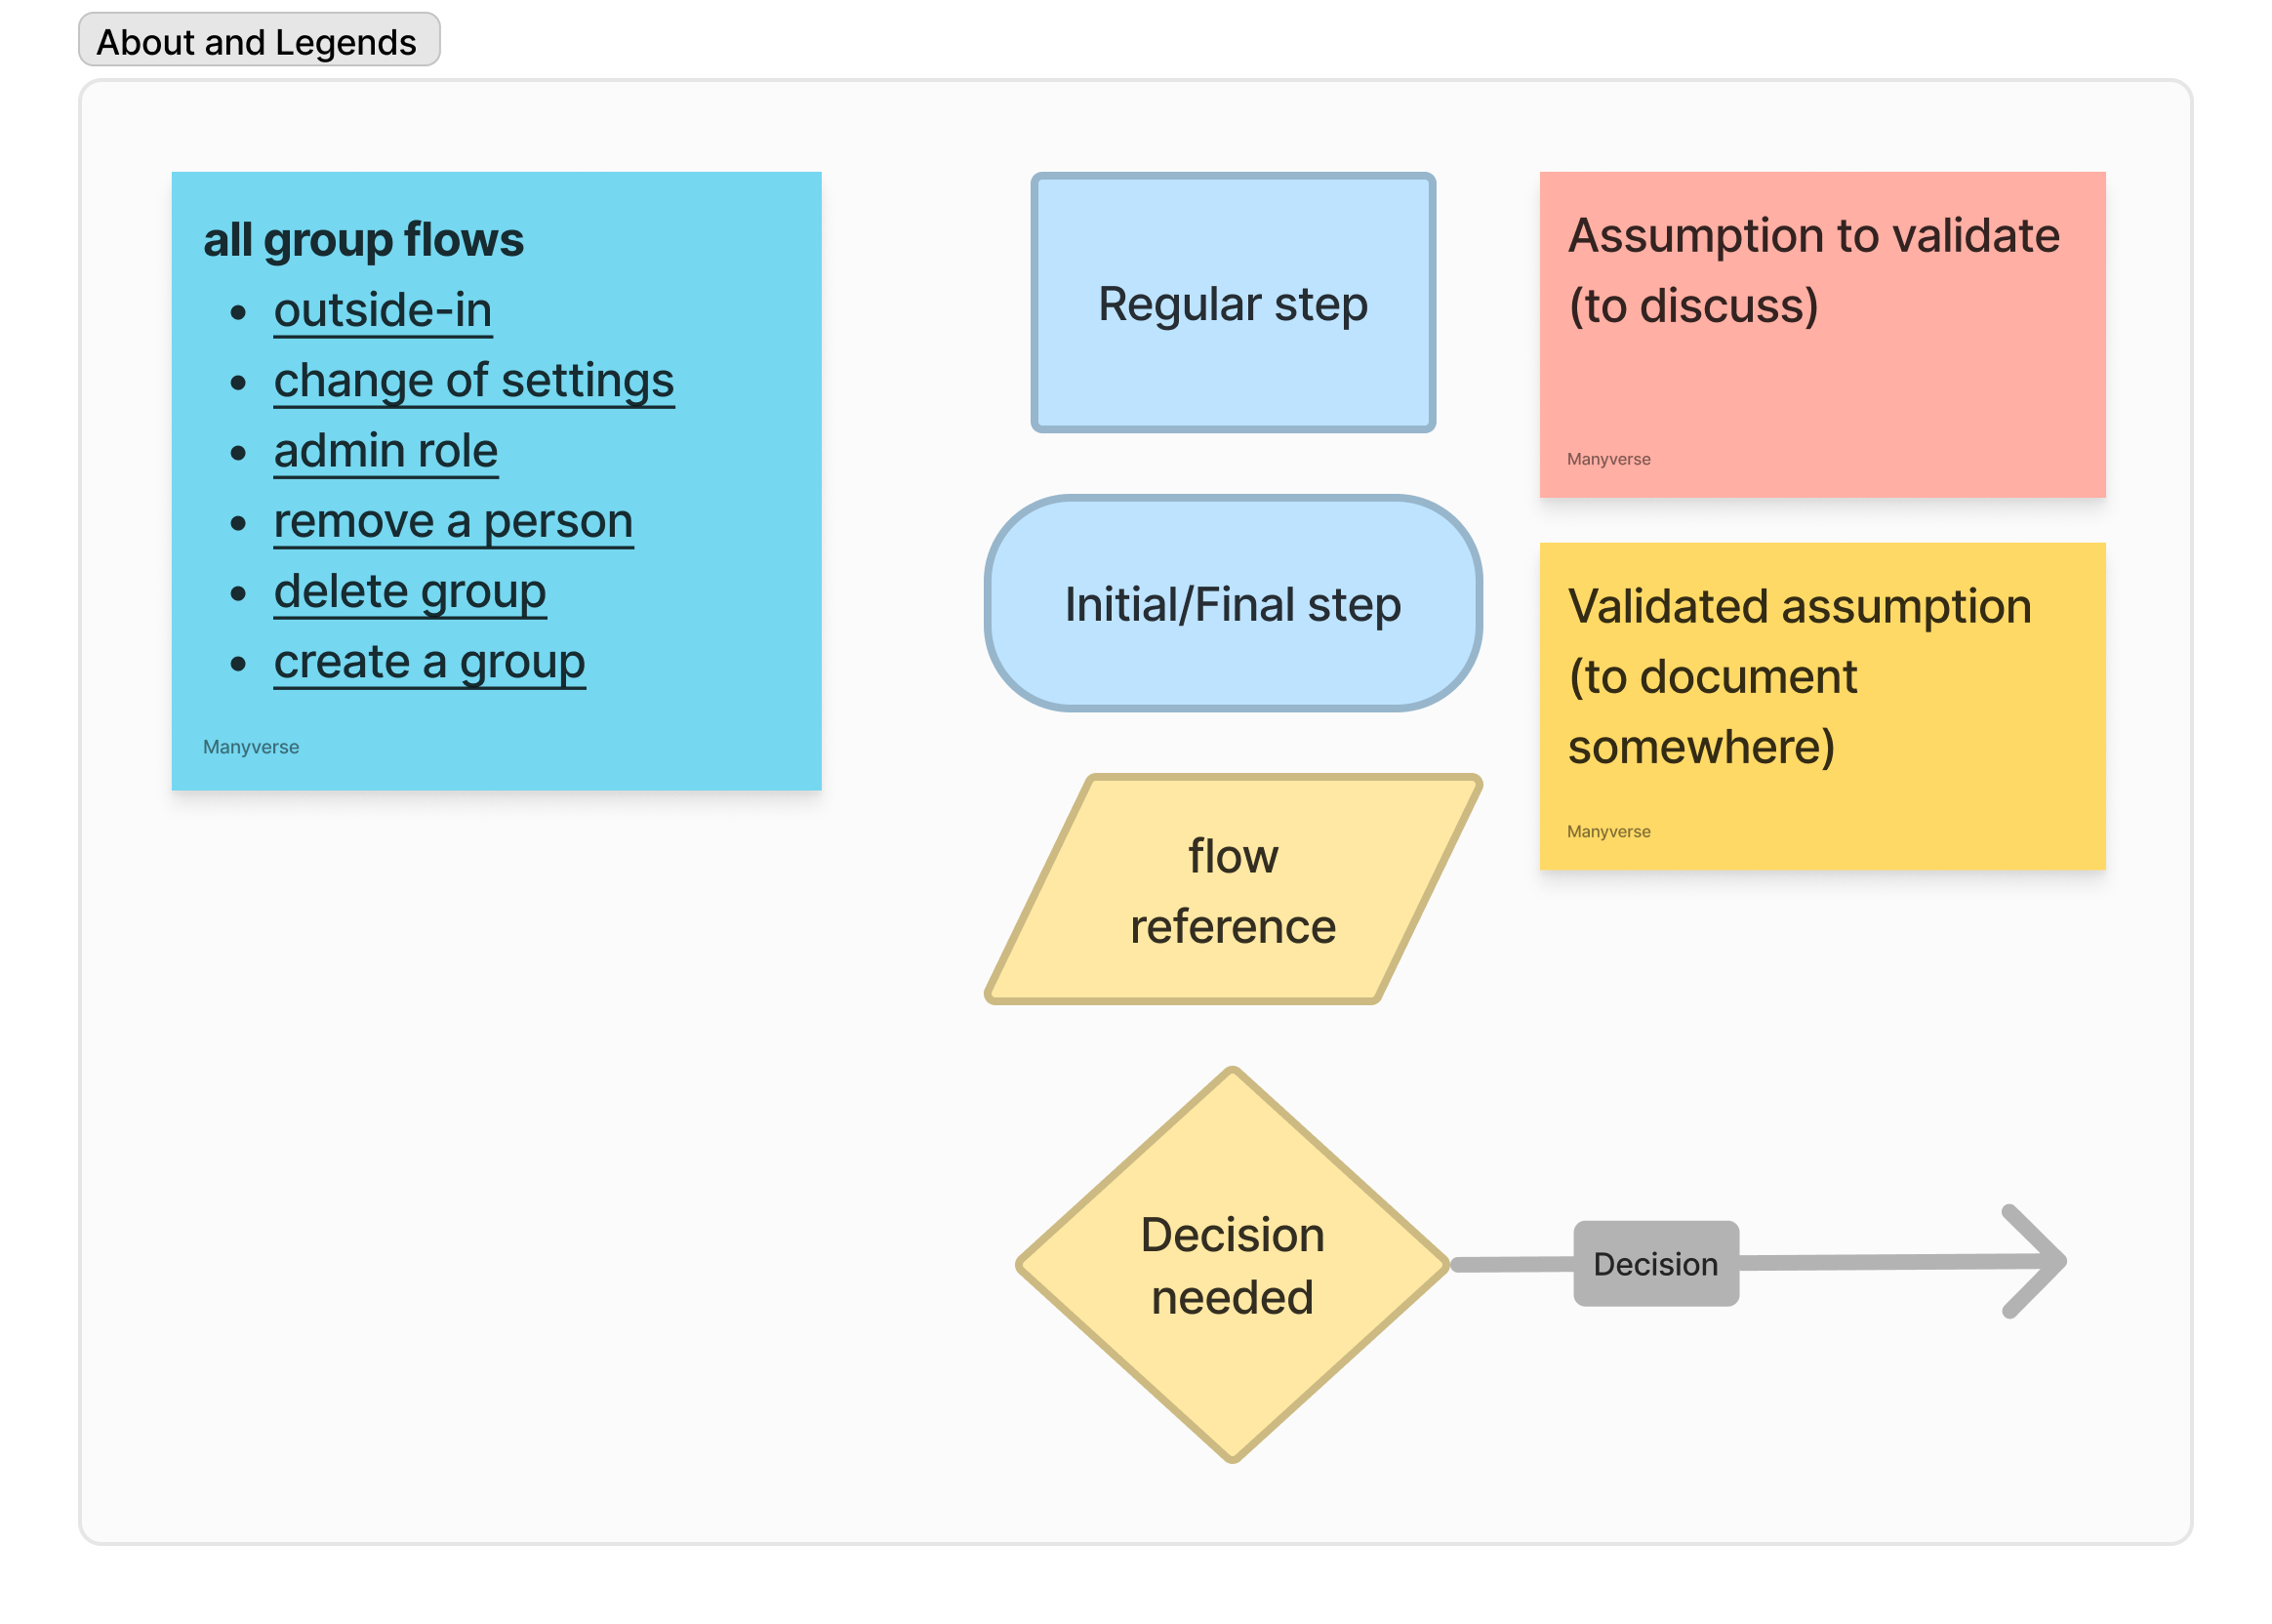 About and Legends
all group flows
• outside-in
• change of settings
• admin role
• remove a person
• delete group
• create a group
Manyverse
Regular step
Initial/Final step
flow
reference
Decision
needed
Decision
Assumption to validate
(to discuss)
Manyverse
Validated assumption
(to document
somewhere)
Manyverse